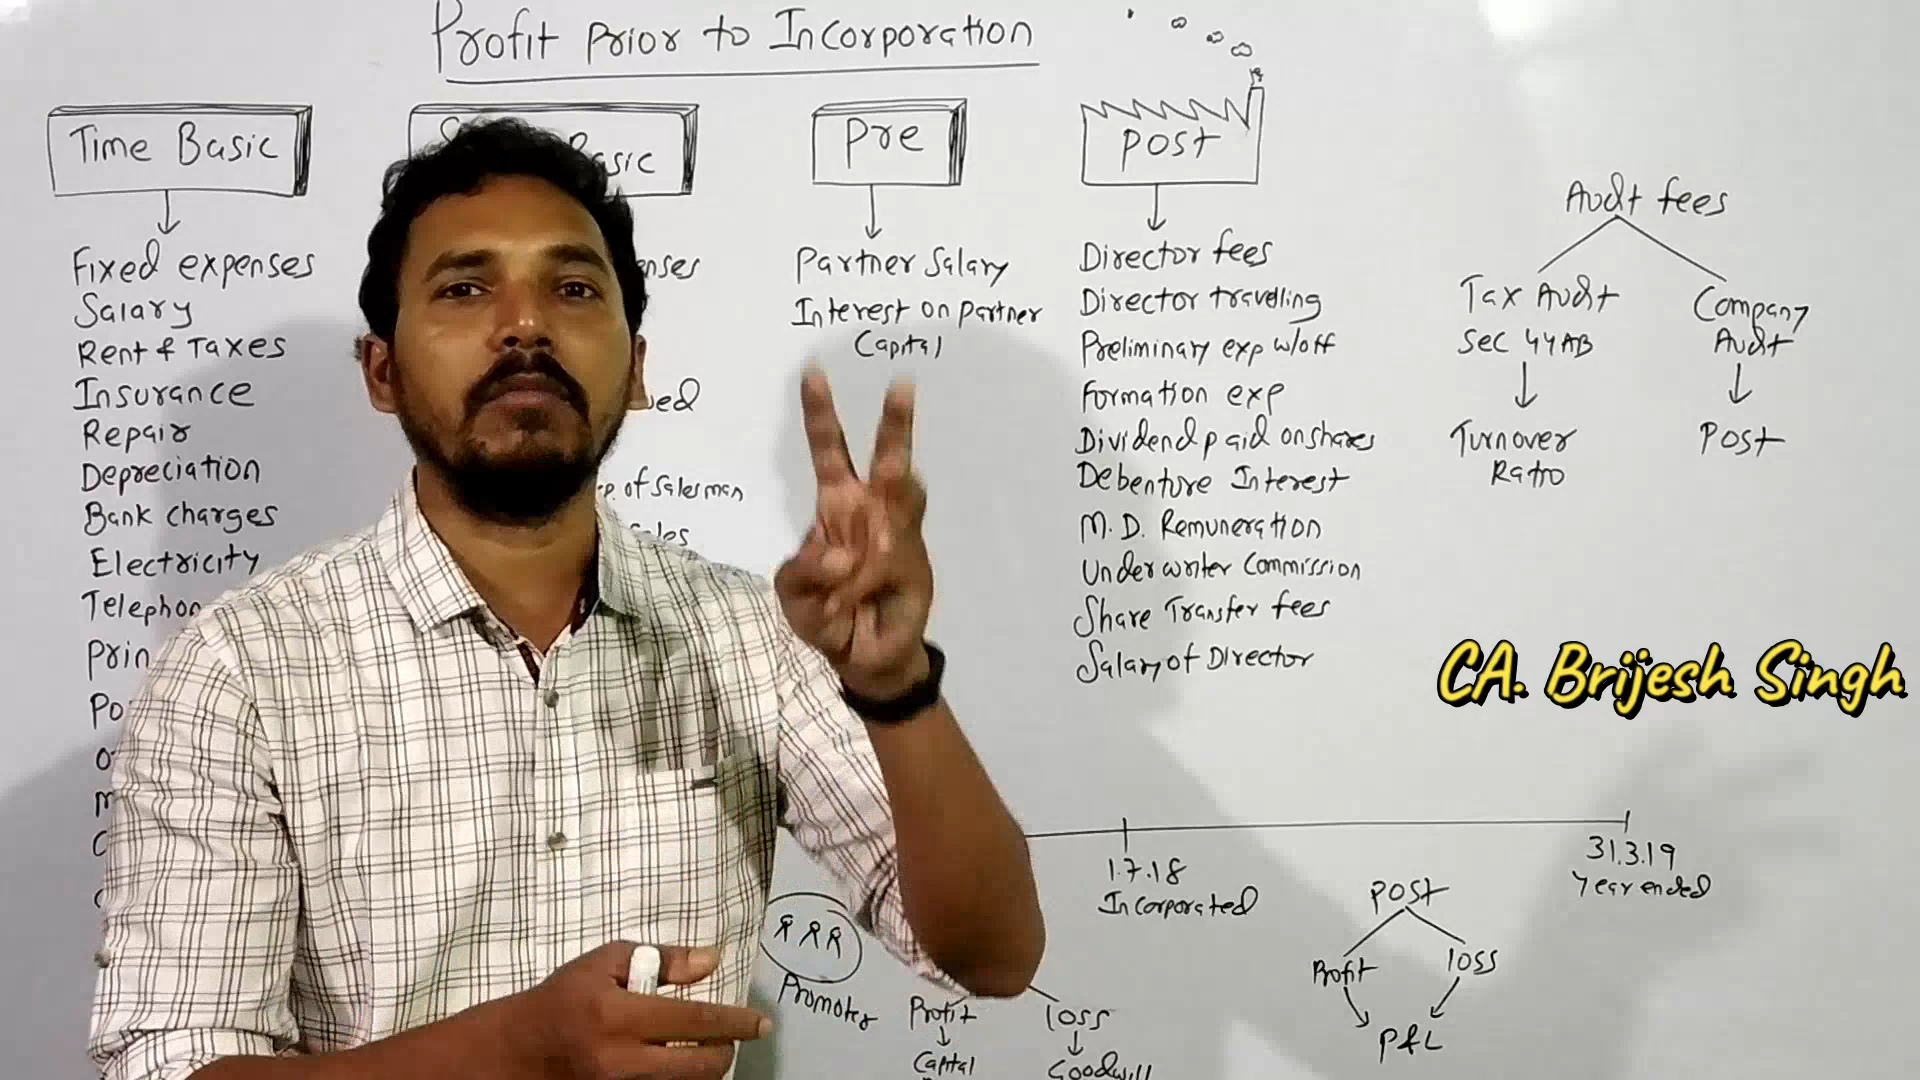 Profit Prior to Incorporation
Time Basic
Fixed expenses
Salary
Rent & Taxes
Insurance
Repair
Depreciation
Bank charges
Electricity
Basic
of Salesman
Pre
Partner Salary
Interest on partner
Capital
POST
Director fees
Director travelling
Preliminary exp w/off
Formation exp
Dividend paid on shares
Debenture Interest
M.D. Remuneration
Underwriter Commission
Share Transfer fees
Salary of Director
Audit fees
Tax Audit
Sec 44AB
Turnover
Ratio
Company
Audit
Post
CA. Brijesh Singh
1.7.18
Incorporated
31.3.19
Year ended
Promoter
Profit
Capital
loss
Goodwill
POST
Profit
loss
P&L